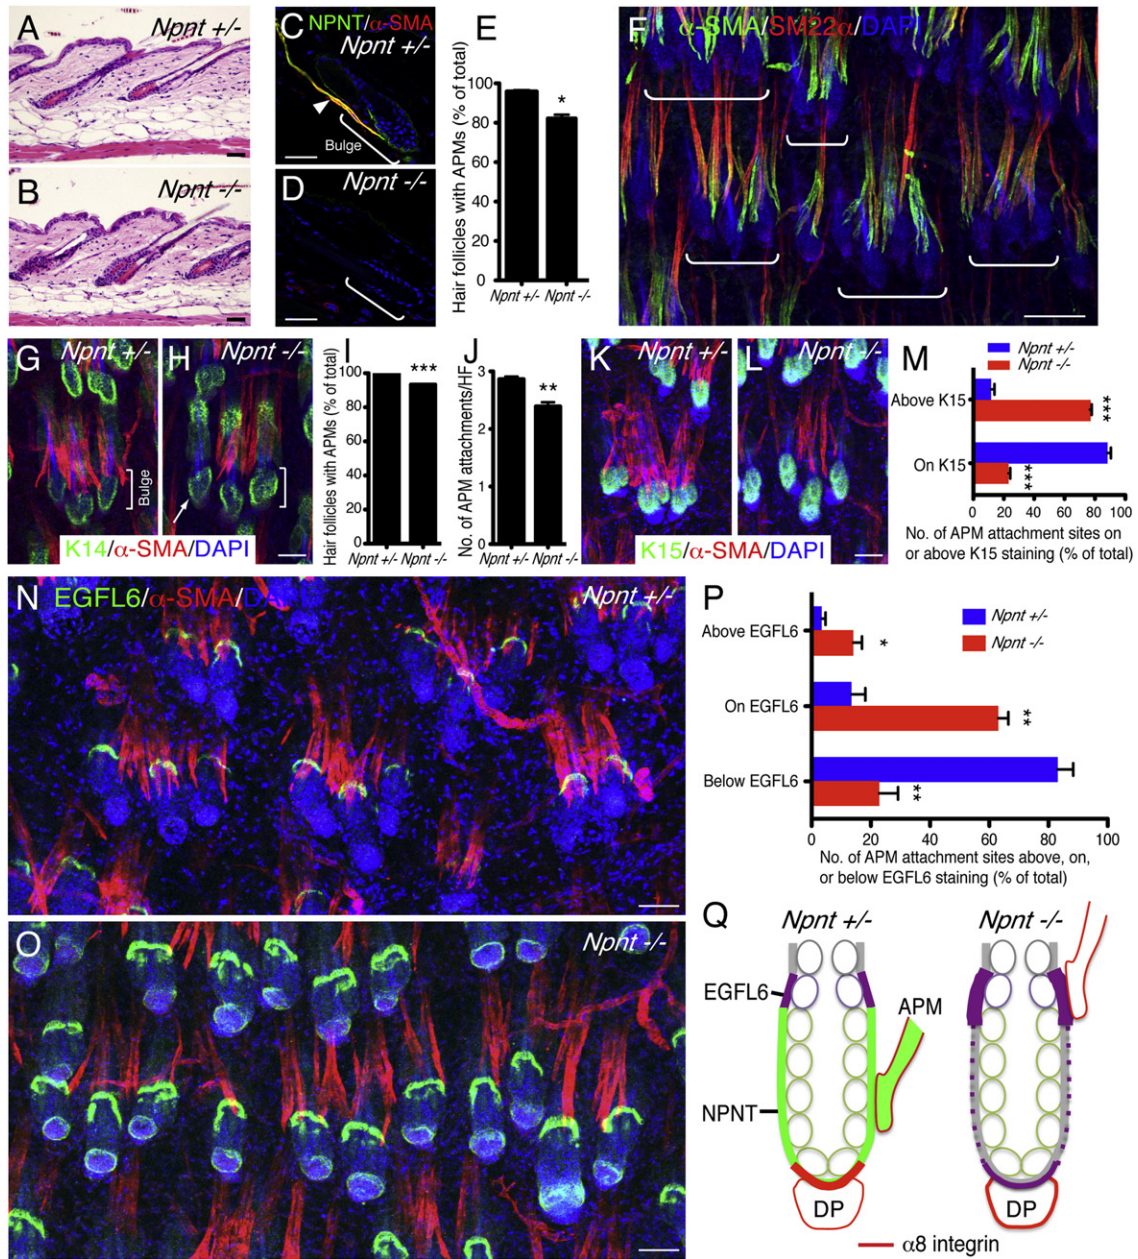 A
Npnt +/-
B
Npnt -/-
C
NPNT/α-SMA
Npnt +/-
Bulge
D
Npnt -/-
E
Hair follicles with APMs (% of total)
100
80
60
40
20
0
*
Npnt +/-
Npnt -/-
F
α-SMA/SM22α/DAPI
G
Npnt +/-
Bulge
H
Npnt -/-
K14/α-SMA/DAPI
I
Hair follicles with APMs (% of total)
100
80
60
40
20
0
***
Npnt +/-
Npnt -/-
J
No. of APM attachments/HF
3
2
1
0
**
Npnt +/-
Npnt -/-
K
Npnt +/-
L
Npnt -/-
K15/α-SMA/DAPI
M
Npnt +/-
Npnt -/-
Above K15
***
On K15
***
0 20 40 60 80 100
No. of APM attachment sites on
or above K15 staining (% of total)
N
EGFL6/α-SMA/DAPI
Npnt +/-
O
Npnt -/-
P
Npnt +/-
Npnt -/-
Above EGFL6
*
On EGFL6
**
Below EGFL6
**
0 20 40 60 80 100
No. of APM attachment sites above, on,
or below EGFL6 staining (% of total)
Q
Npnt +/-
Npnt -/-
EGFL6
APM
NPNT
DP
DP
α8 integrin